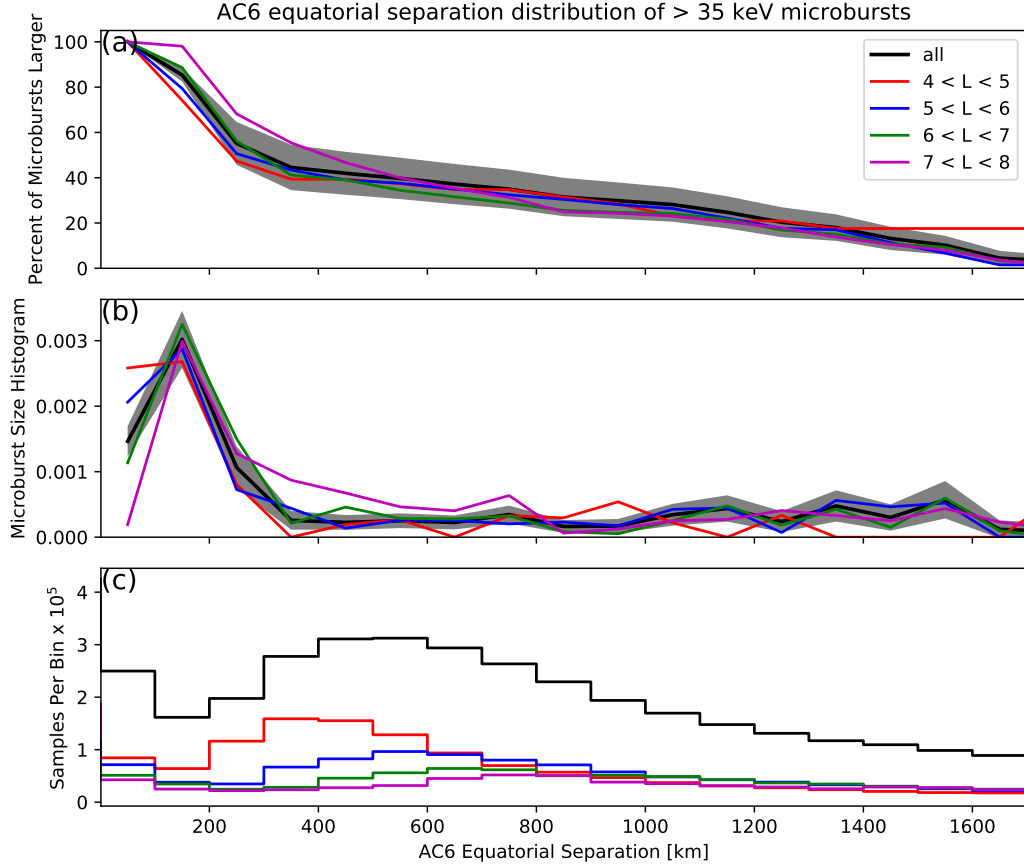 AC6 equatorial separation distribution of > 35 keV microbursts
(a)
Percent of Microbursts Larger
100
80
60
40
20
0
all
4 < L < 5
5 < L < 6
6 < L < 7
7 < L < 8
(b)
Microburst Size Histogram
0.003
0.002
0.001
0.000
(c)
Samples Per Bin x 10⁵
4
3
2
1
0
200 400 600 800 1000 1200 1400 1600
AC6 Equatorial Separation [km]